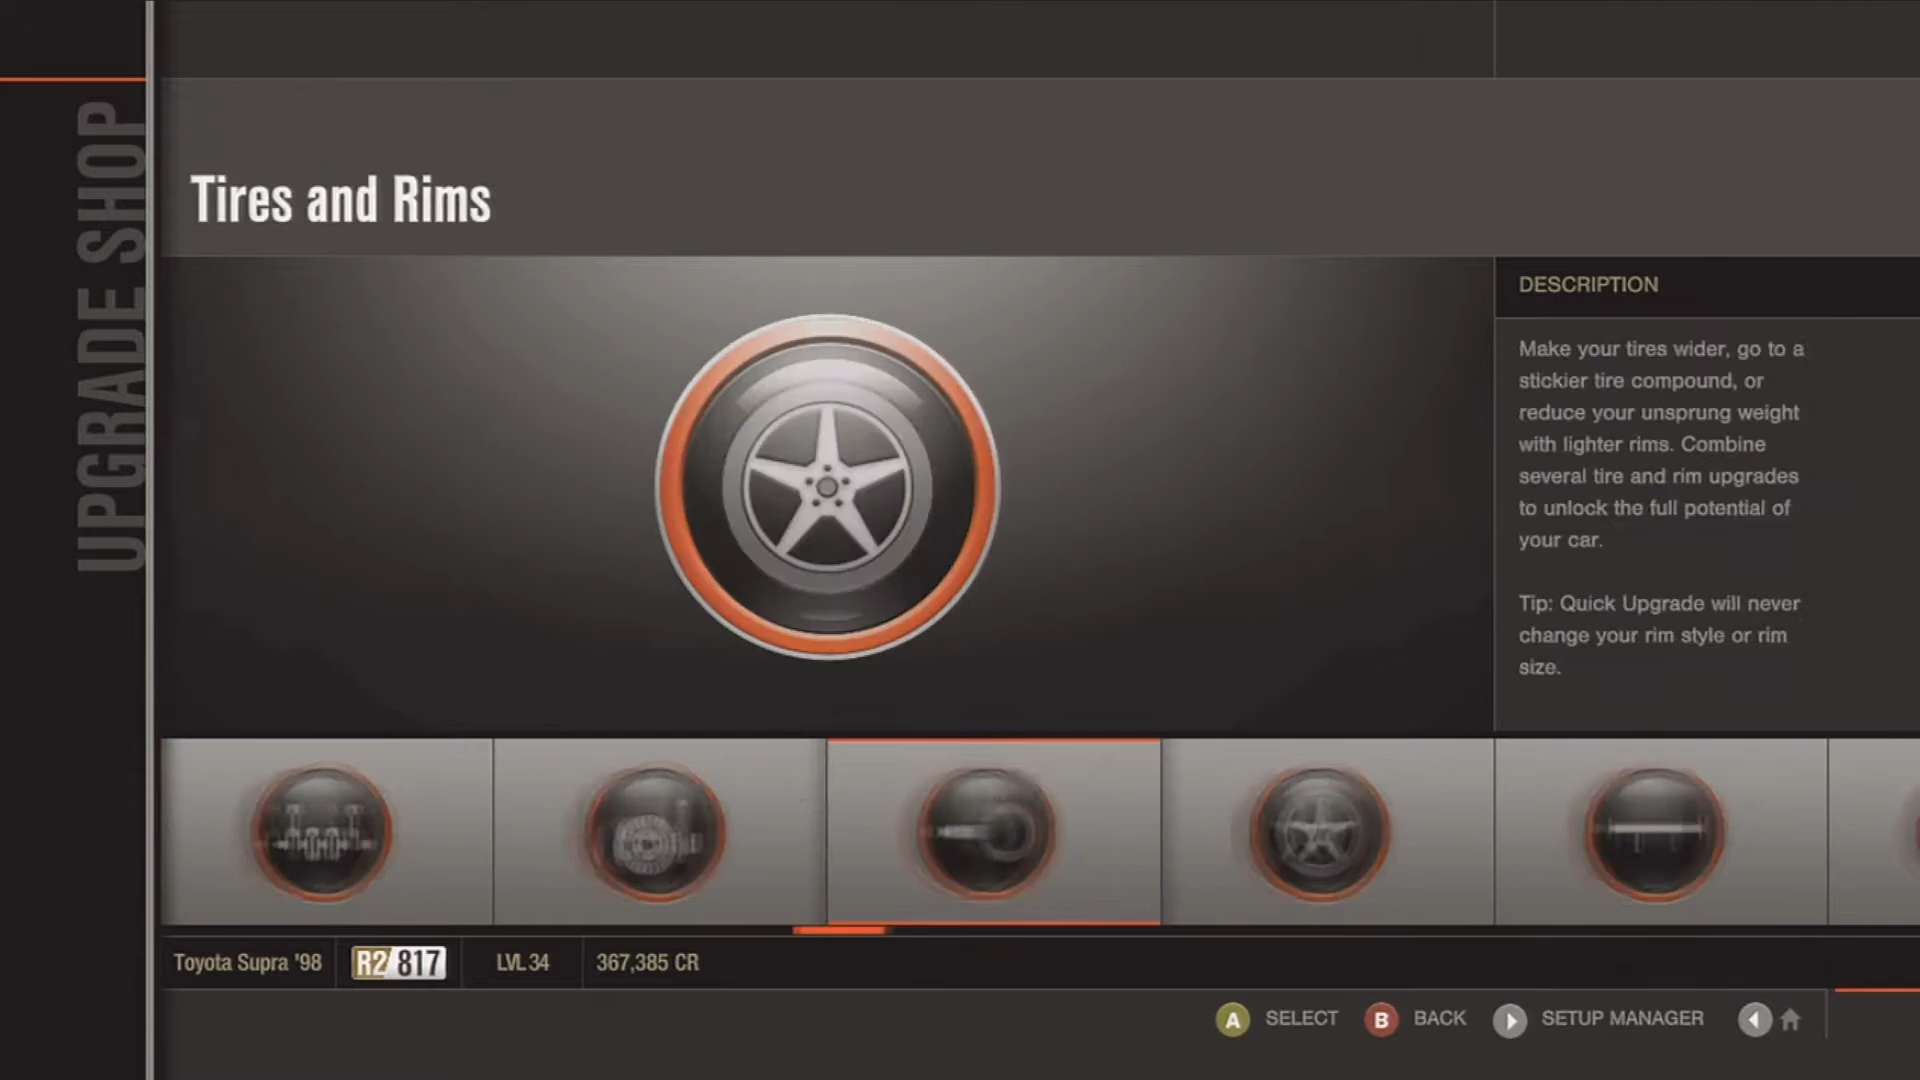 UPGRADE SHOP
Tires and Rims
DESCRIPTION
Make your tires wider, go to a
stickier tire compound, or
reduce your unsprung weight
with lighter rims. Combine
several tire and rim upgrades
to unlock the full potential of
your car.
Tip: Quick Upgrade will never
change your rim style or rim
size.
Toyota Supra '98 R2 817 LVL 34 367,385 CR
A SELECT B BACK SETUP MANAGER